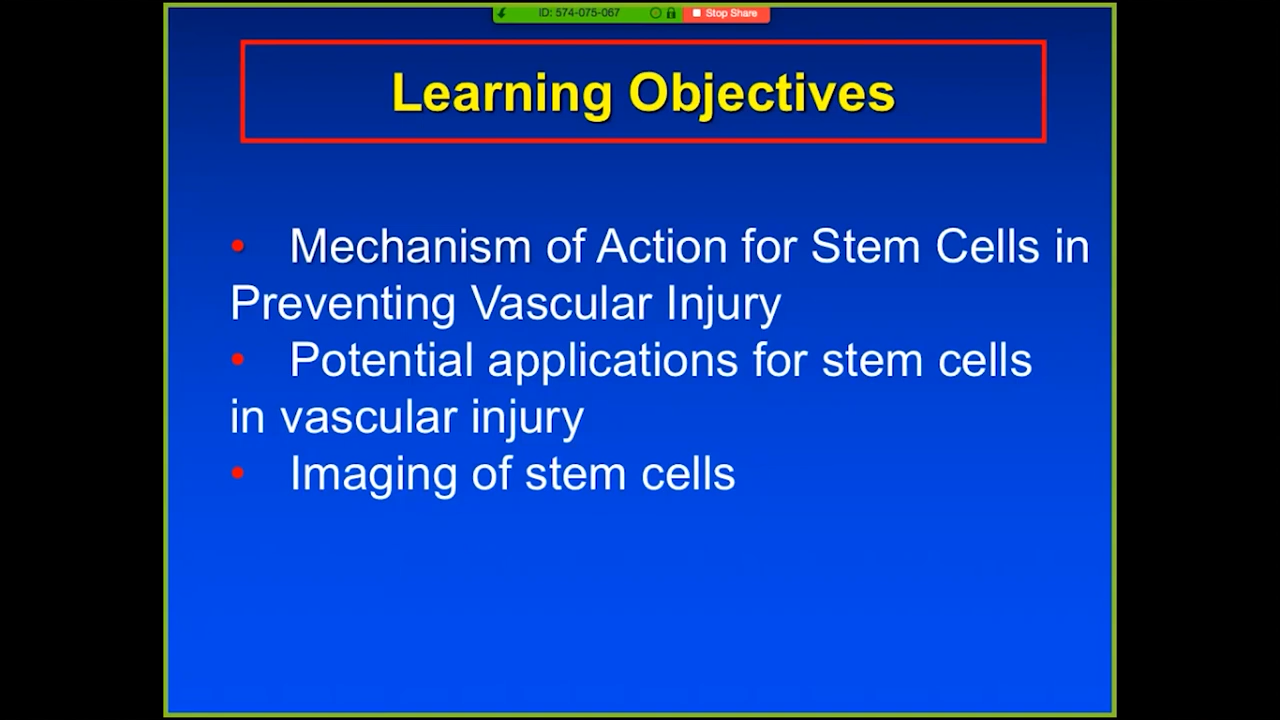 ID: 574-075-067 Stop Share
Learning Objectives
• Mechanism of Action for Stem Cells in
Preventing Vascular Injury
• Potential applications for stem cells
in vascular injury
• Imaging of stem cells